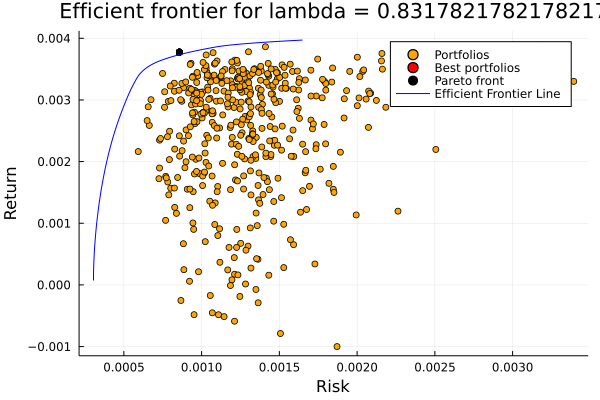 Efficient frontier for lambda = 0.8317821782178217
Portfolios
Best portfolios
Pareto front
Efficient Frontier Line
0.004
0.003
0.002
0.001
0.000
−0.001
Return
0.0005 0.0010 0.0015 0.0020 0.0025 0.0030
Risk